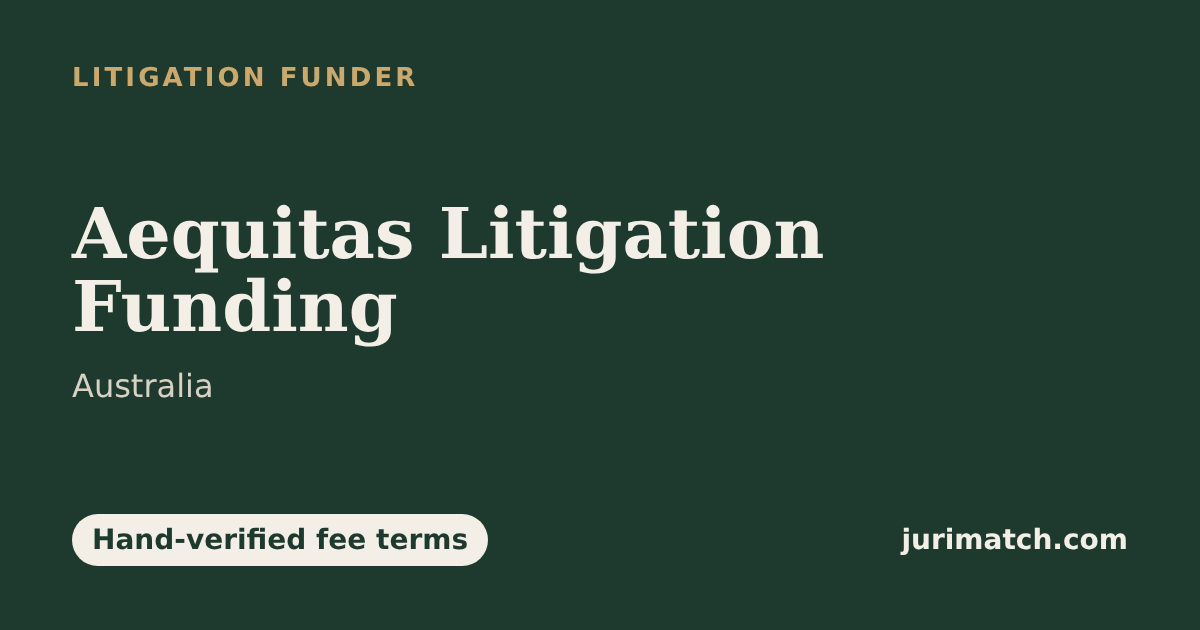 LITIGATION FUNDER
Aequitas Litigation
Funding
Australia
Hand-verified fee terms
jurimatch.com